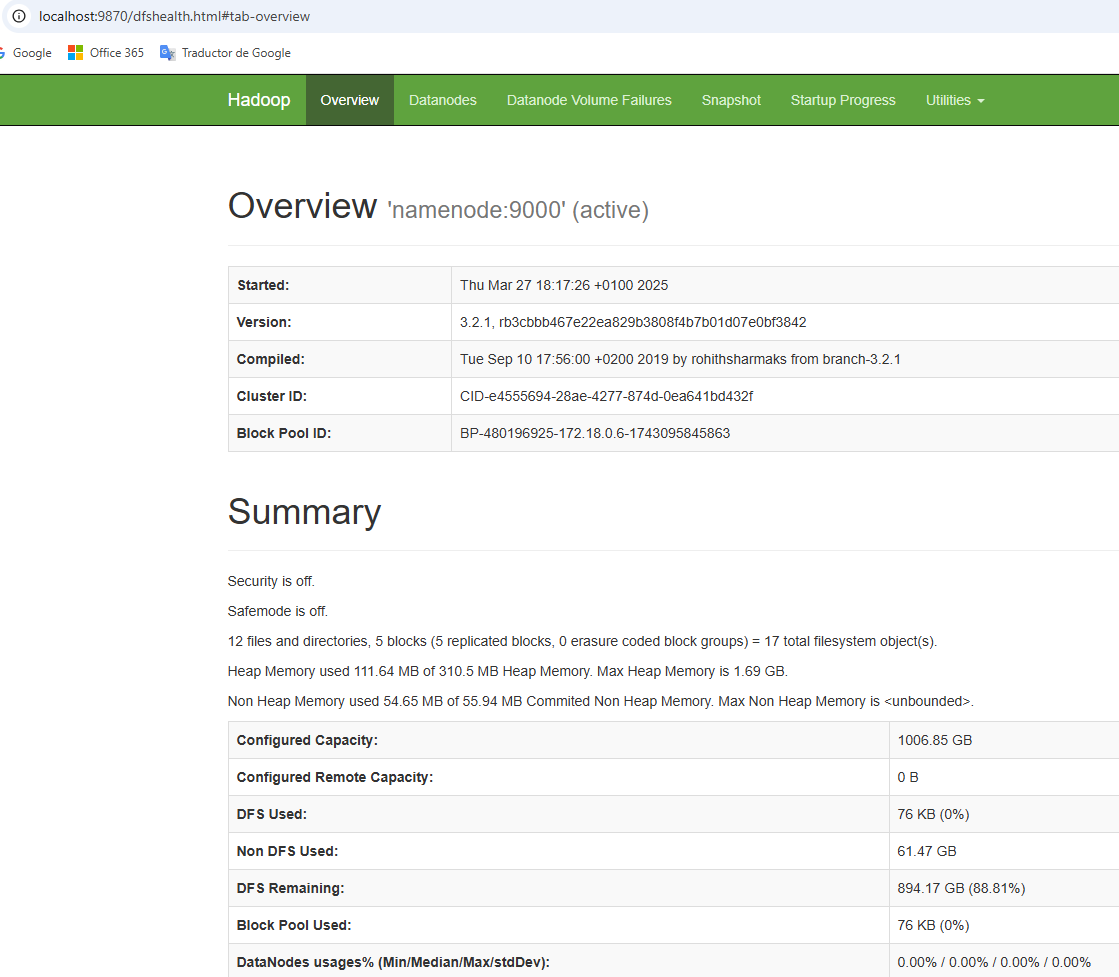 localhost:9870/dfshealth.html#tab-overview
Google Office 365 Traductor de Google
Hadoop Overview Datanodes Datanode Volume Failures Snapshot Startup Progress Utilities
Overview 'namenode:9000' (active)
Started: Thu Mar 27 18:17:26 +0100 2025
Version: 3.2.1, rb3cbbb467e22ea829b3808f4b7b01d07e0bf3842
Compiled: Tue Sep 10 17:56:00 +0200 2019 by rohithsharmaks from branch-3.2.1
Cluster ID: CID-e4555694-28ae-4277-874d-0ea641bd432f
Block Pool ID: BP-480196925-172.18.0.6-1743095845863
Summary
Security is off.
Safemode is off.
12 files and directories, 5 blocks (5 replicated blocks, 0 erasure coded block groups) = 17 total filesystem object(s).
Heap Memory used 111.64 MB of 310.5 MB Heap Memory. Max Heap Memory is 1.69 GB.
Non Heap Memory used 54.65 MB of 55.94 MB Commited Non Heap Memory. Max Non Heap Memory is <unbounded>.
Configured Capacity: 1006.85 GB
Configured Remote Capacity: 0 B
DFS Used: 76 KB (0%)
Non DFS Used: 61.47 GB
DFS Remaining: 894.17 GB (88.81%)
Block Pool Used: 76 KB (0%)
DataNodes usages% (Min/Median/Max/stdDev): 0.00% / 0.00% / 0.00% / 0.00%